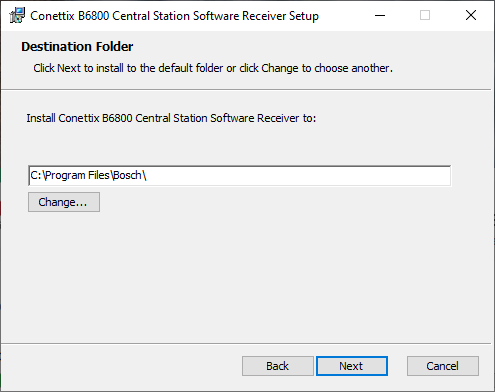 Conettix B6800 Central Station Software Receiver Setup
Destination Folder
Click Next to install to the default folder or click Change to choose another.
Install Conettix B6800 Central Station Software Receiver to:
C:\Program Files\Bosch\
Change...
Back
Next
Cancel